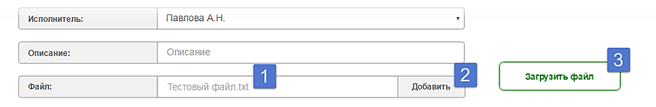 Исполнитель: Павлова А.Н.
Описание: Описание
Файл: Тестовый файл.txt 1 Добавить 2
Загрузить файл 3